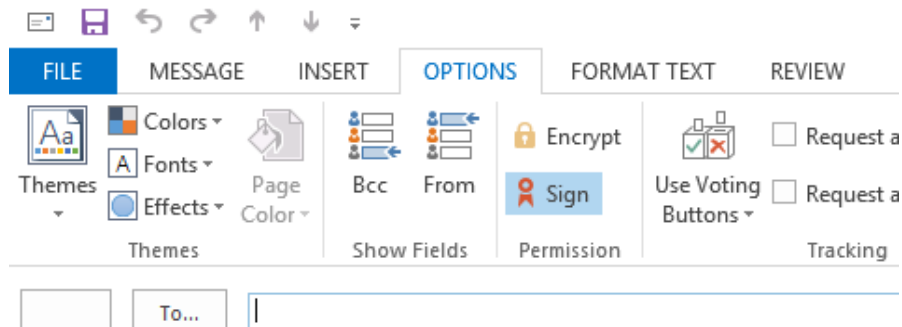 FILE MESSAGE INSERT OPTIONS FORMAT TEXT REVIEW
Aa Colors Encrypt Request a
A Fonts
Themes Page Color Bcc From Sign Use Voting Buttons Request a
Effects
Themes Show Fields Permission Tracking
To...